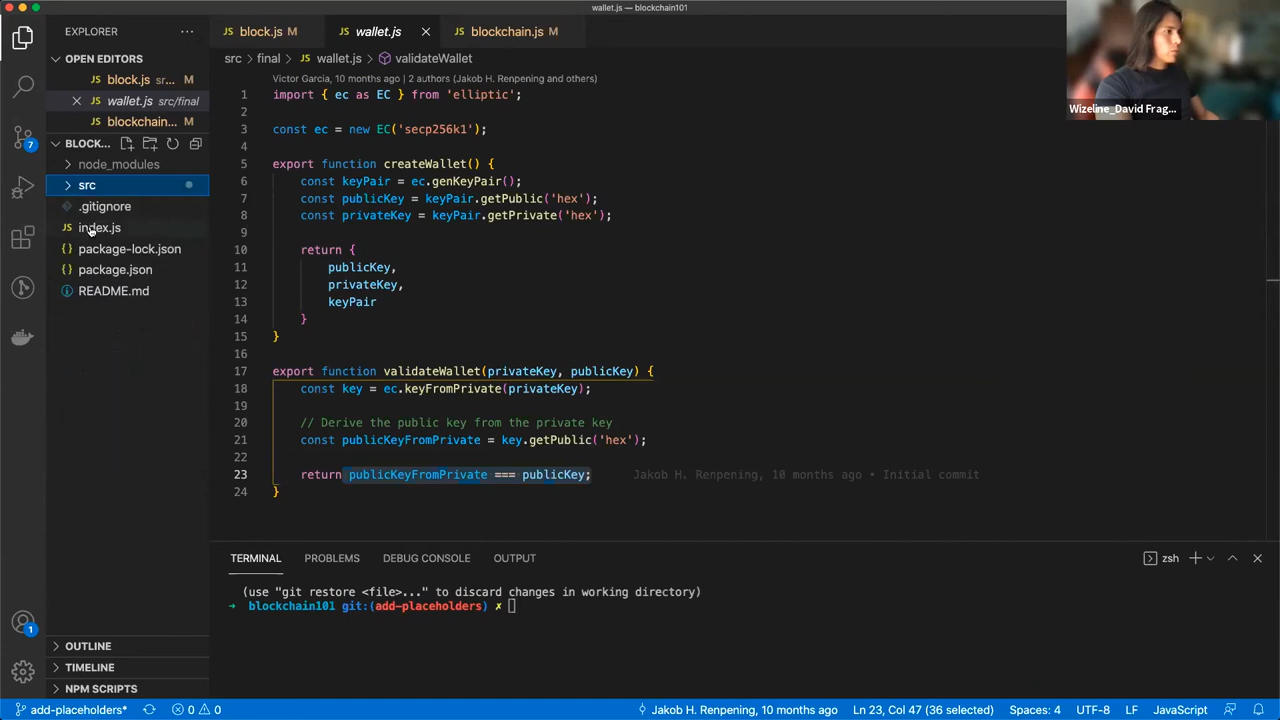 wallet.js — blockchain101
EXPLORER
OPEN EDITORS
block.js sr... M
wallet.js src/final
blockchain... M
BLOCK...
node_modules
src
.gitignore
index.js
package-lock.json
package.json
README.md
OUTLINE
TIMELINE
NPM SCRIPTS
7
1
JS block.js M
JS wallet.js
JS blockchain.js M
src > final > JS wallet.js > validateWallet
Victor Garcia, 10 months ago | 2 authors (Jakob H. Renpening and others)
1 import { ec as EC } from 'elliptic';
2
3 const ec = new EC('secp256k1');
4
5 export function createWallet() {
6 const keyPair = ec.genKeyPair();
7 const publicKey = keyPair.getPublic('hex');
8 const privateKey = keyPair.getPrivate('hex');
9
10 return {
11 publicKey,
12 privateKey,
13 keyPair
14 }
15 }
16
17 export function validateWallet(privateKey, publicKey) {
18 const key = ec.keyFromPrivate(privateKey);
19
20 // Derive the public key from the private key
21 const publicKeyFromPrivate = key.getPublic('hex');
22
23 return publicKeyFromPrivate === publicKey; Jakob H. Renpening, 10 months ago • Initial commit
24 }
Wizeline_David Frag...
TERMINAL PROBLEMS DEBUG CONSOLE OUTPUT
zsh
(use "git restore <file>..." to discard changes in working directory)
→ blockchain101 git:(add-placeholders) ✗
add-placeholders* 0 0
Jakob H. Renpening, 10 months ago Ln 23, Col 47 (36 selected) Spaces: 4 UTF-8 LF JavaScript